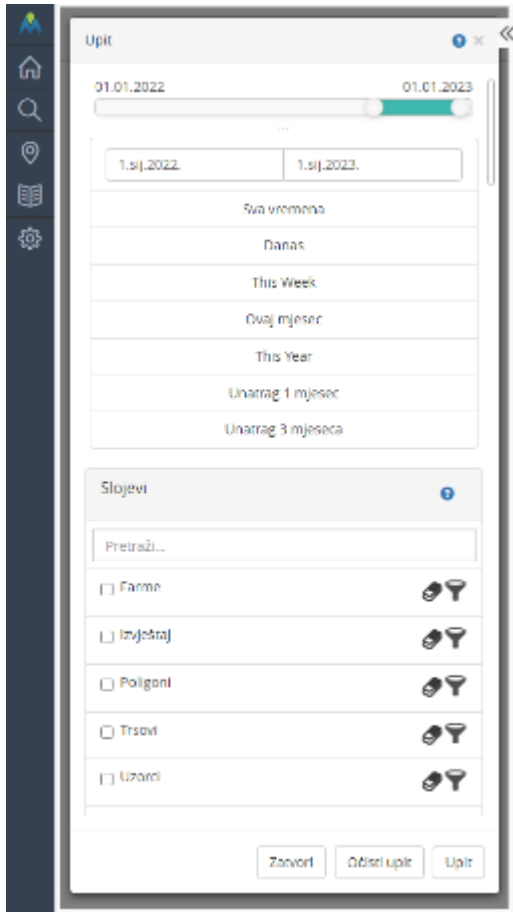 Upit
01.01.2022 01.01.2023
...
1.sij.2022. 1.sij.2023.
Sva vremena
Danas
This Week
Ovaj mjesec
This Year
Unatrag 1 mjesec
Unatrag 3 mjeseca
Slojevi
Pretraži...
Farme
Izvještaj
Poligoni
Trsovi
Uzorci
Zatvori Očisti upit Upit